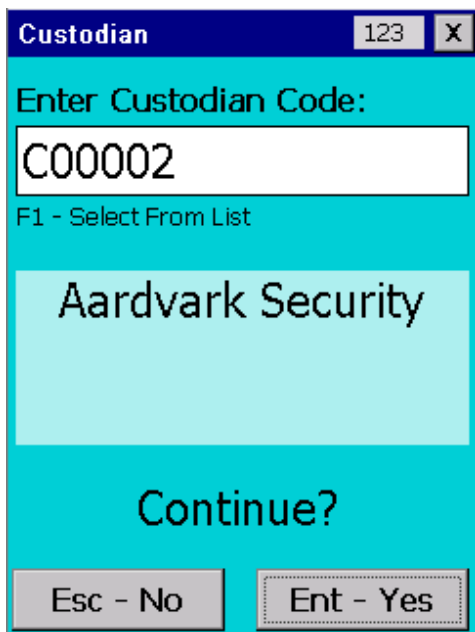 Custodian 123 X
Enter Custodian Code:
C00002
F1 - Select From List
Aardvark Security
Continue?
Esc - No Ent - Yes